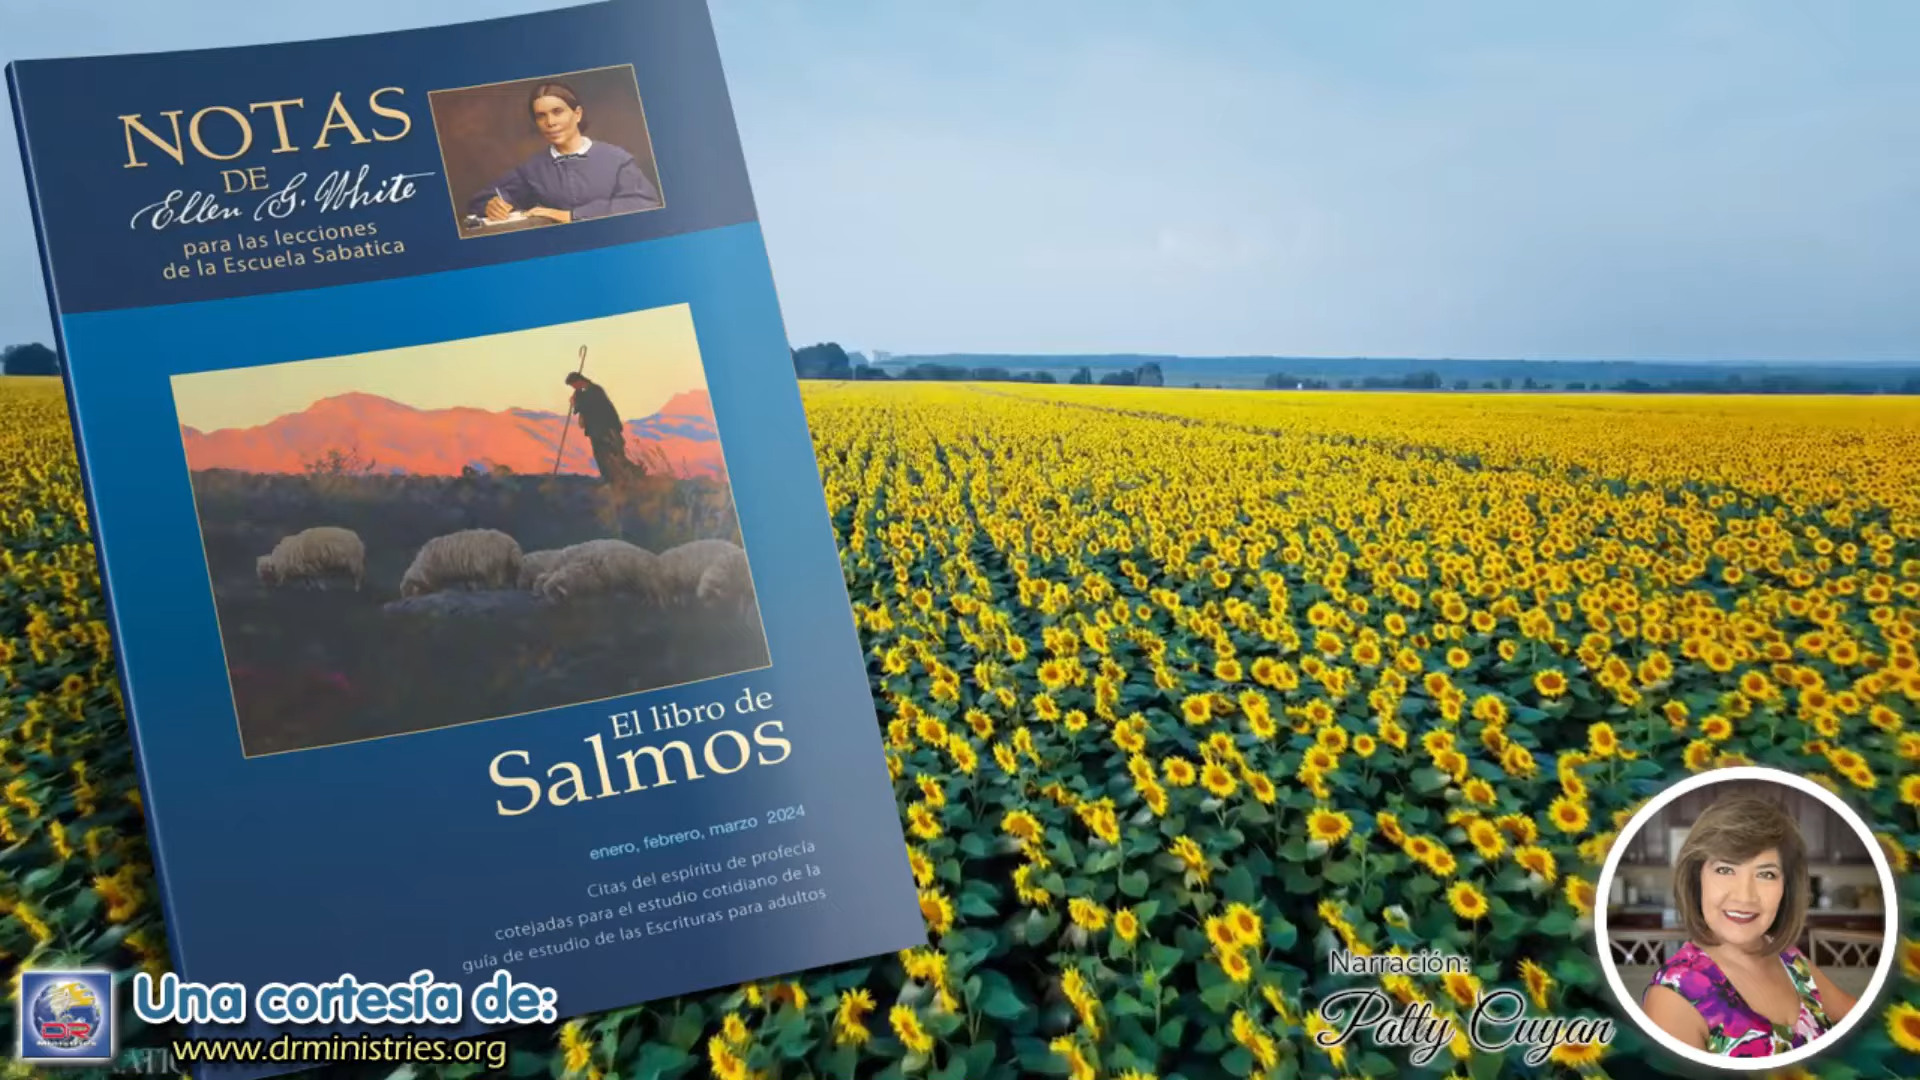 NOTAS
DE
Ellen G. White
para las lecciones
de la Escuela Sabatica
El libro de
Salmos
enero, febrero, marzo 2024
Citas del espíritu de profecía
cotejadas para el estudio cotidiano de la
guía de estudio de las Escrituras para adultos
DR
Ministries
Una cortesía de:
www.drministries.org
Narración:
Patty Cuyan